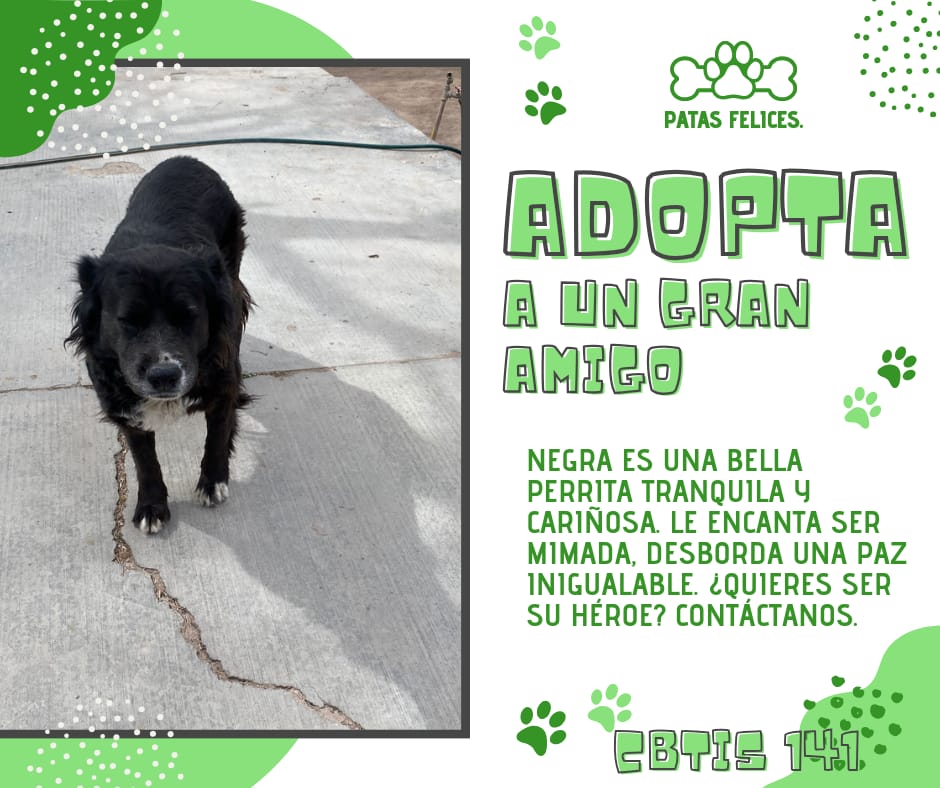 PATAS FELICES.
ADOPTA
A UN GRAN
AMIGO
NEGRA ES UNA BELLA
PERRITA TRANQUILA Y
CARIÑOSA. LE ENCANTA SER
MIMADA, DESBORDA UNA PAZ
INIGUALABLE. ¿QUIERES SER
SU HÉROE? CONTÁCTANOS.
CBTIS 141